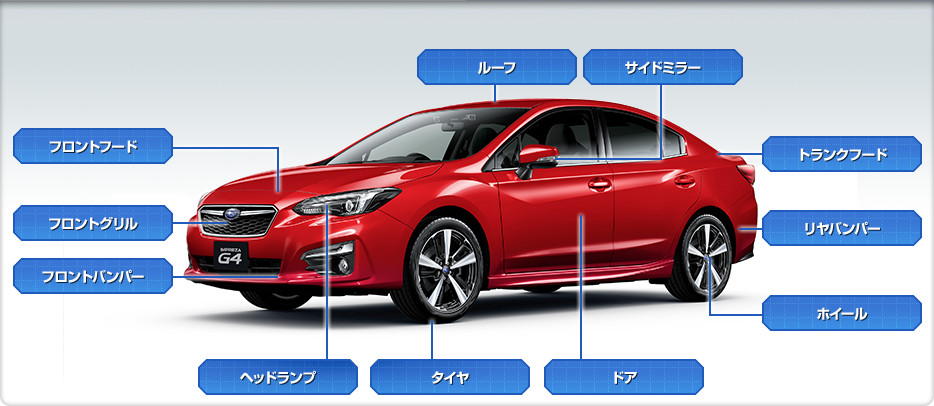 ルーフ
サイドミラー
フロントフード
トランクフード
フロントグリル
リヤバンパー
IMPREZA
G4
フロントバンパー
ホイール
ヘッドランプ
タイヤ
ドア